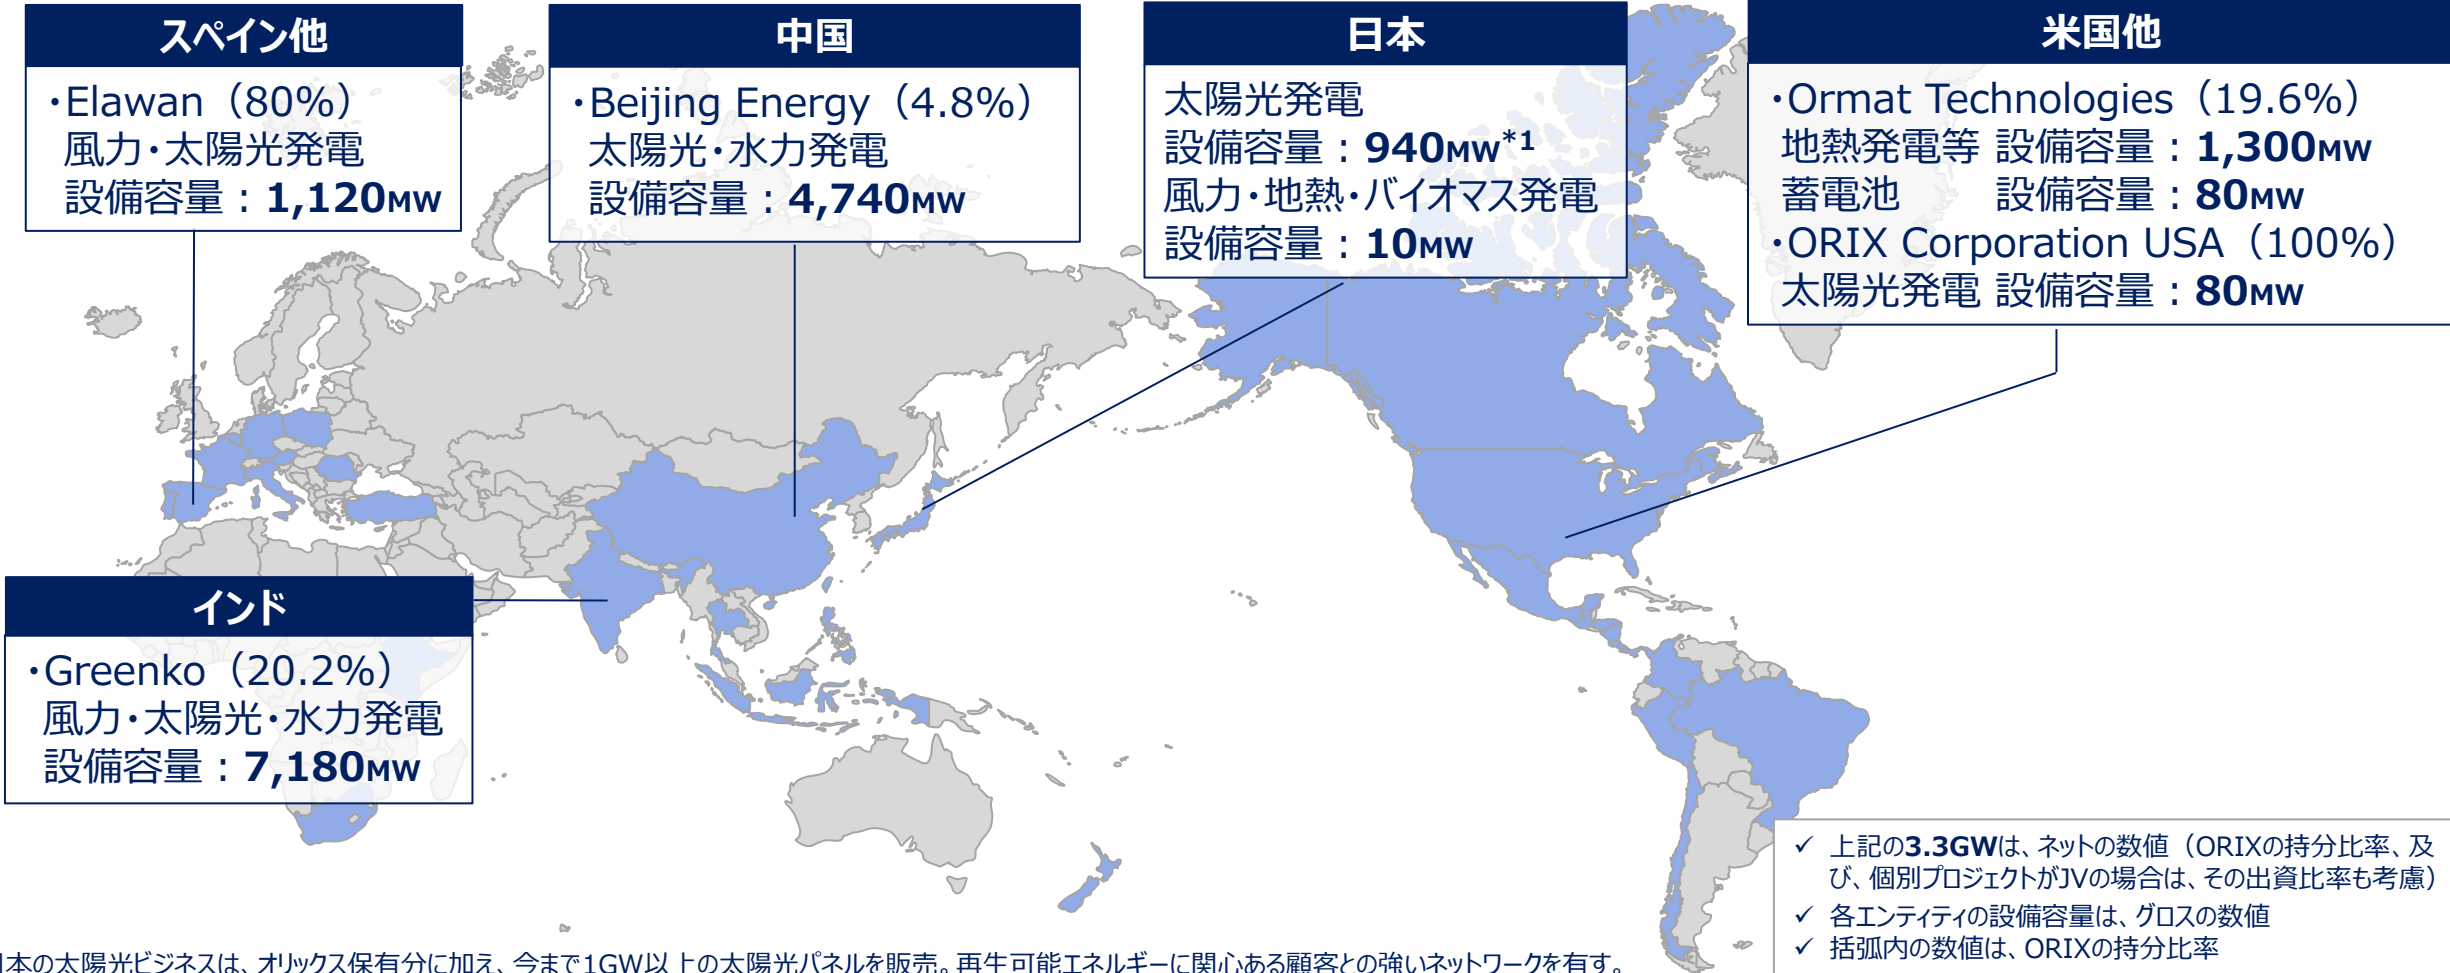 スペイン他
・Elawan（80%）
風力・太陽光発電
設備容量：1,120MW
中国
・Beijing Energy（4.8%）
太陽光・水力発電
設備容量：4,740MW
日本
太陽光発電
設備容量：940MW*1
風力・地熱・バイオマス発電
設備容量：10MW
米国他
・Ormat Technologies（19.6%）
地熱発電等 設備容量：1,300MW
蓄電池 設備容量：80MW
・ORIX Corporation USA（100%）
太陽光発電 設備容量：80MW
インド
・Greenko（20.2%）
風力・太陽光・水力発電
設備容量：7,180MW
✓ 上記の3.3GWは、ネットの数値（ORIXの持分比率、及
び、個別プロジェクトがJVの場合は、その出資比率も考慮）
✓ 各エンティティの設備容量は、グロスの数値
✓ 括弧内の数値は、ORIXの持分比率
日本の太陽光ビジネスは、オリックス保有分に加え、今まで1GW以上の太陽光パネルを販売。再生可能エネルギーに関心ある顧客との強いネットワークを有す。